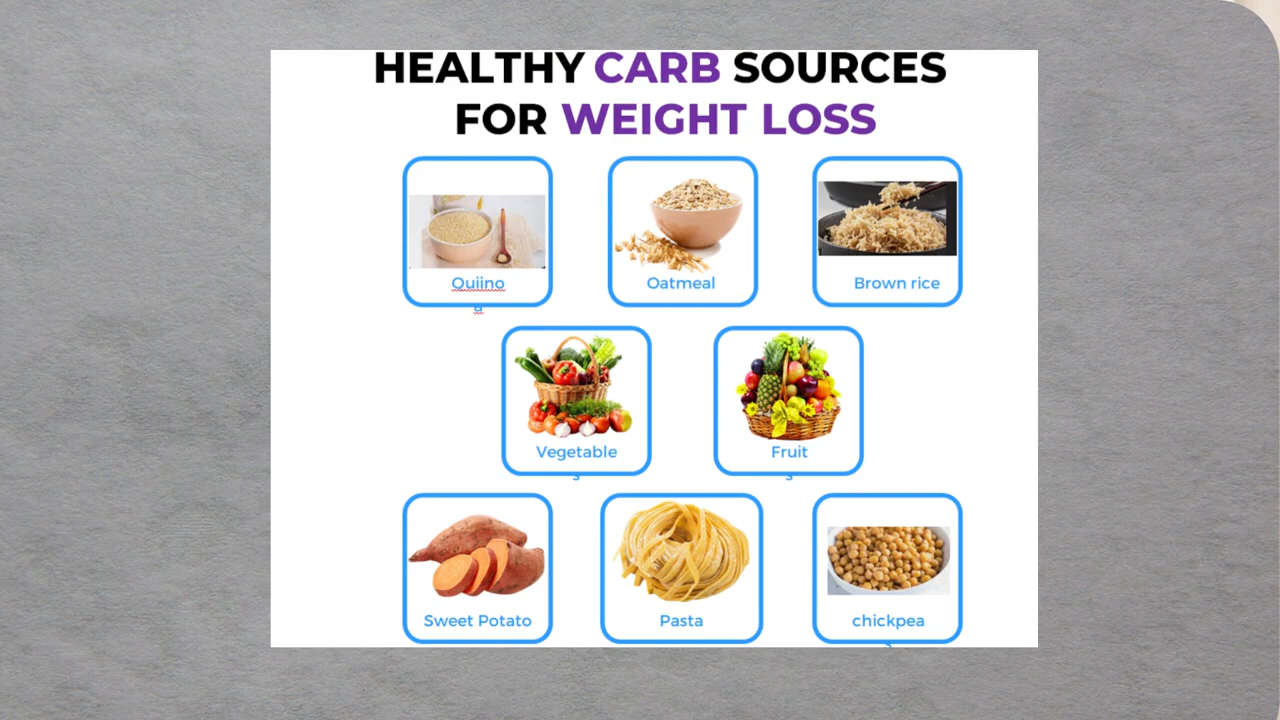 HEALTHY CARB SOURCES
FOR WEIGHT LOSS
Quiino
a
Oatmeal
Brown rice
Vegetable
s
Fruit
s
Sweet Potato
Pasta
chickpea
s